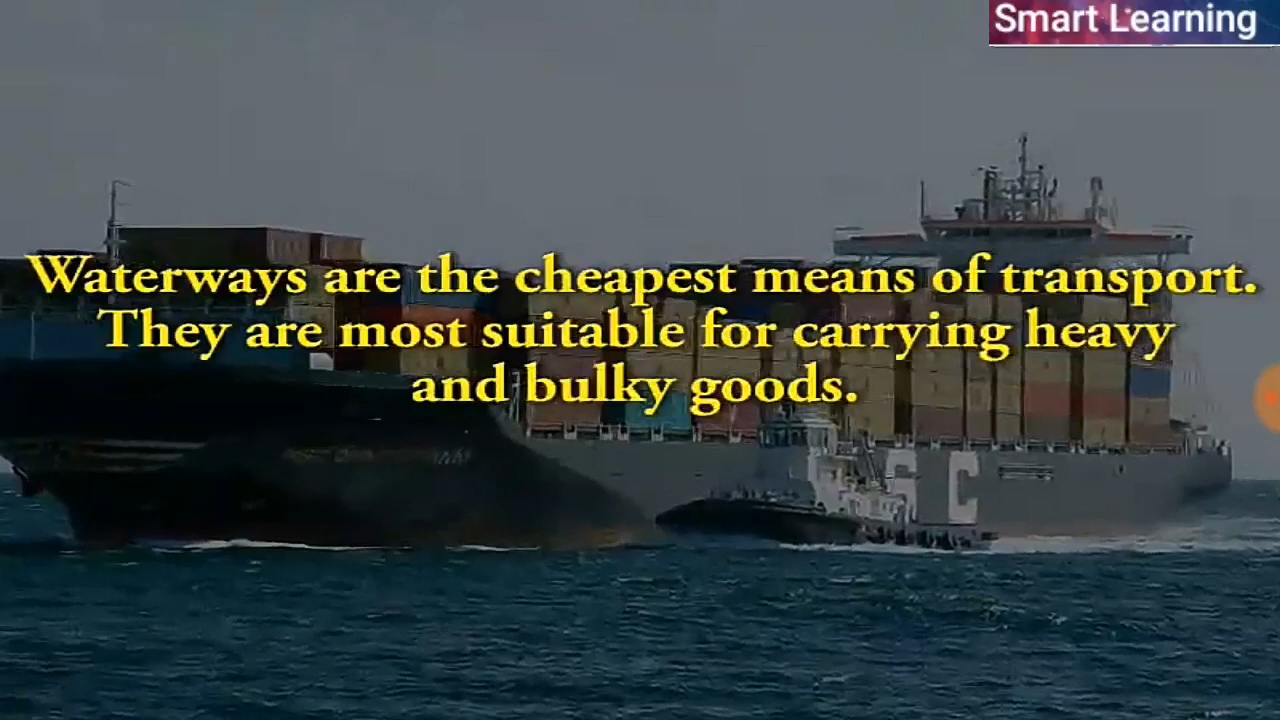 Smart Learning
Waterways are the cheapest means of transport.
They are most suitable for carrying heavy
and bulky goods.
S C